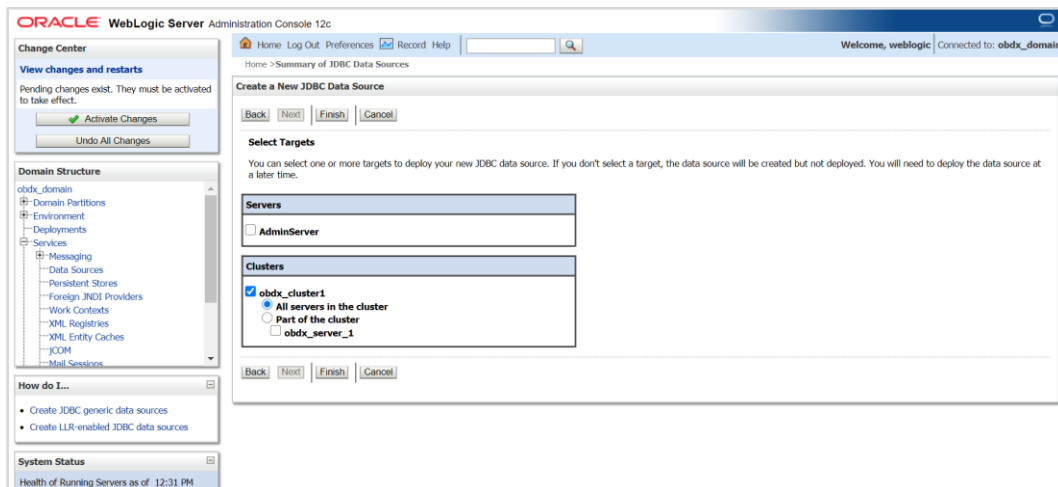 ORACLE WebLogic Server Administration Console 12c
Change Center
View changes and restarts
Pending changes exist. They must be activated
to take effect.
Activate Changes
Undo All Changes
Domain Structure
obdx_domain
Domain Partitions
Environment
Deployments
Services
Messaging
Data Sources
Persistent Stores
Foreign JNDI Providers
Work Contexts
XML Registries
XML Entity Caches
jCOM
Mail Sessions
How do I...
Create JDBC generic data sources
Create LLR-enabled JDBC data sources
System Status
Health of Running Servers as of 12:31 PM
Home Log Out Preferences Record Help
Welcome, weblogic Connected to: obdx_domain
Home >Summary of JDBC Data Sources
Create a New JDBC Data Source
Back Next Finish Cancel
Select Targets
You can select one or more targets to deploy your new JDBC data source. If you don't select a target, the data source will be created but not deployed. You will need to deploy the data source at
a later time.
Servers
AdminServer
Clusters
obdx_cluster1
All servers in the cluster
Part of the cluster
obdx_server_1
Back Next Finish Cancel